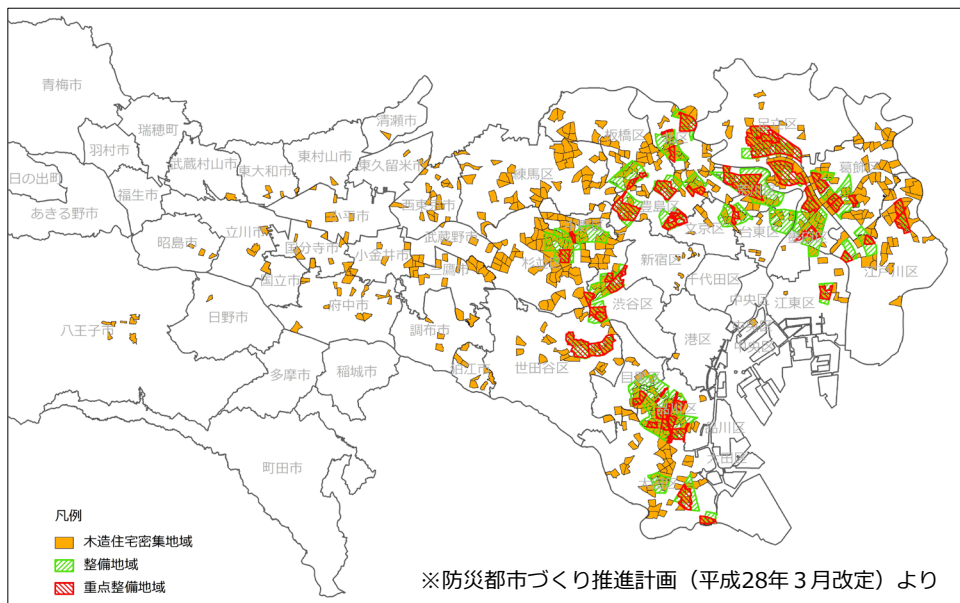 青梅市
瑞穂町
羽村市
日の出町
福生市
あきる野市
武蔵村山市
東大和市
東村山市
清瀬市
東久留米市
昭島市
立川市
小平市
西東京市
国分寺市
小金井市
武蔵野市
三鷹市
国立市
府中市
日野市
八王子市
調布市
狛江市
多摩市
稲城市
町田市
練馬区
板橋区
足立区
葛飾区
豊島区
文京区
台東区
杉並区
新宿区
千代田区
渋谷区
中央区
江東区
江戸川区
港区
中央区
世田谷区
目黒区
品川区
品川区
大田区
大田区
凡例
木造住宅密集地域
整備地域
重点整備地域
※防災都市づくり推進計画（平成28年３月改定）より